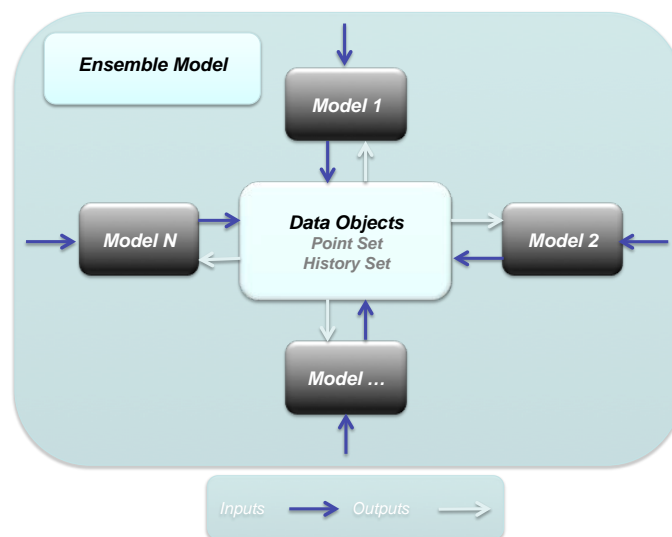 Ensemble Model
Model 1
Data Objects
Point Set
History Set
Model N
Model 2
Model …
Inputs
Outputs